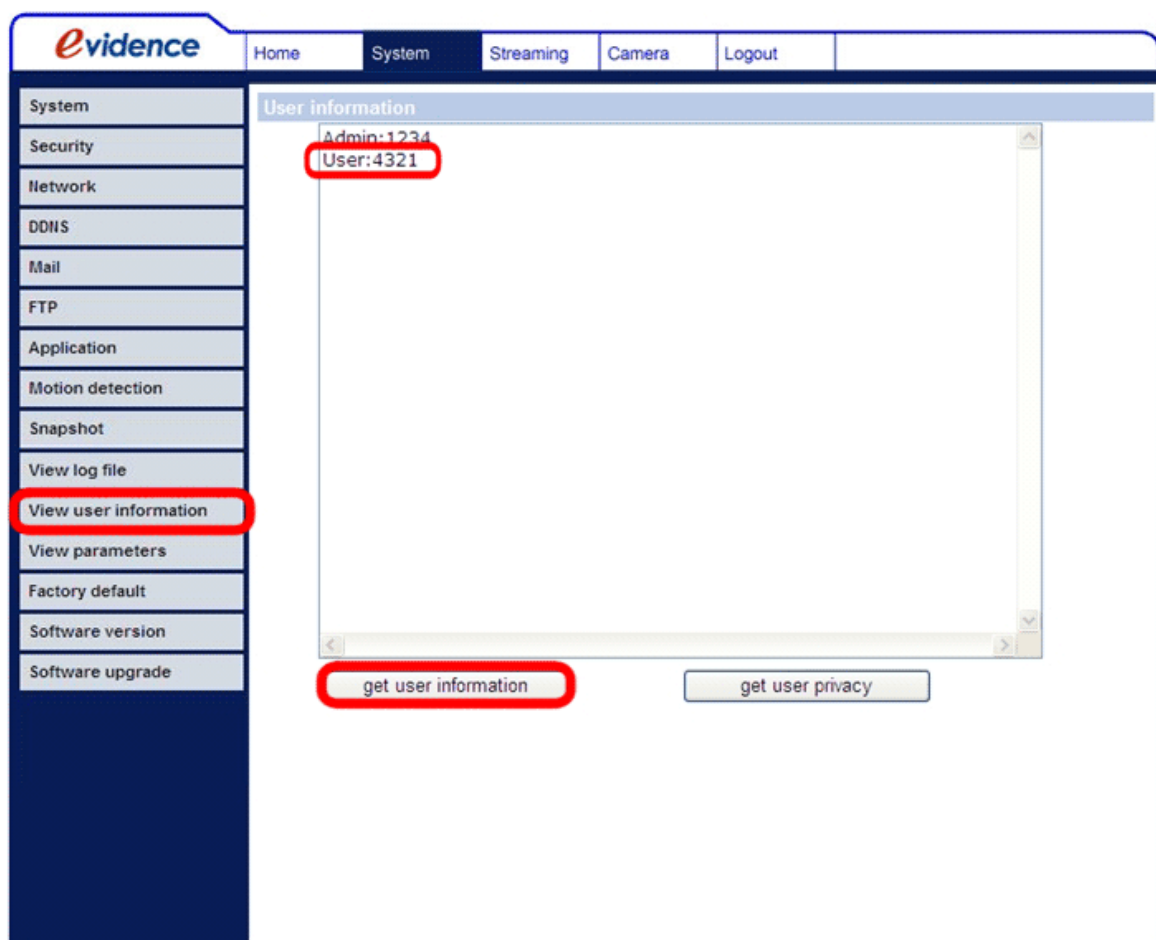 evidence
Home System Streaming Camera Logout
System
Security
Network
DDNS
Mail
FTP
Application
Motion detection
Snapshot
View log file
View user information
View parameters
Factory default
Software version
Software upgrade
User information
Admin:1234
User:4321
get user information get user privacy